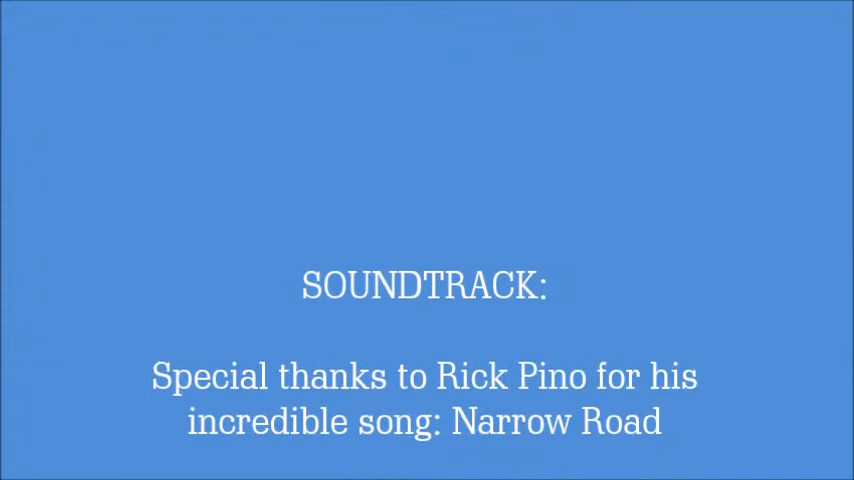 SOUNDTRACK:
Special thanks to Rick Pino for his
incredible song: Narrow Road